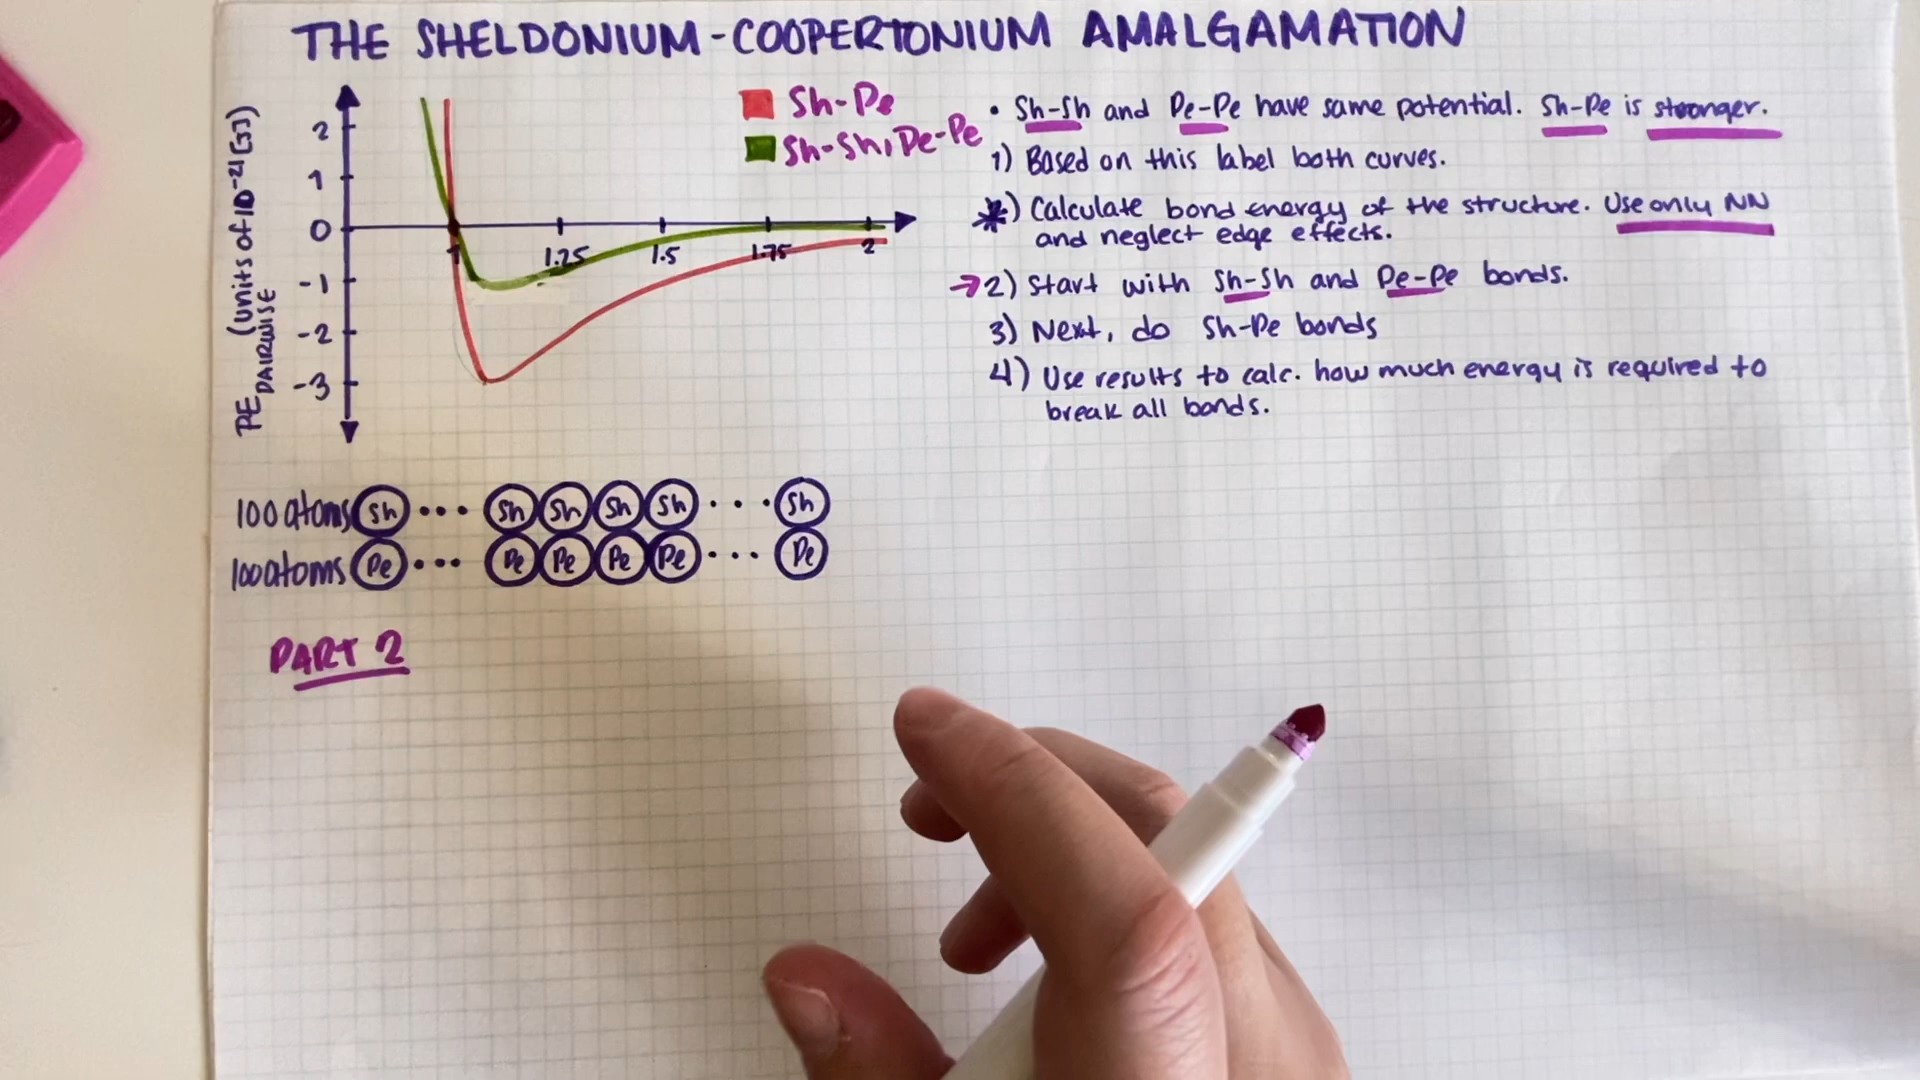 THE SHELDONIUM-COOPERTONIUM AMALGAMATION
PE PAIRWISE (units of 10⁻²¹[J])
2
1
0
-1
-2
-3
1
1.25
1.5
1.75
2
Sh-Pe
Sh-Sh, Pe-Pe
• Sh-Sh and Pe-Pe have same potential. Sh-Pe is stronger.
1) Based on this label both curves.
*) Calculate bond energy of the structure. Use only NN
and neglect edge effects.
→2) Start with Sh-Sh and Pe-Pe bonds.
3) Next, do Sh-Pe bonds
4) Use results to calc. how much energy is required to
break all bonds.
100 atoms Sh ... Sh Sh Sh Sh ... Sh
100 atoms Pe ... Pe Pe Pe Pe ... Pe
PART 2